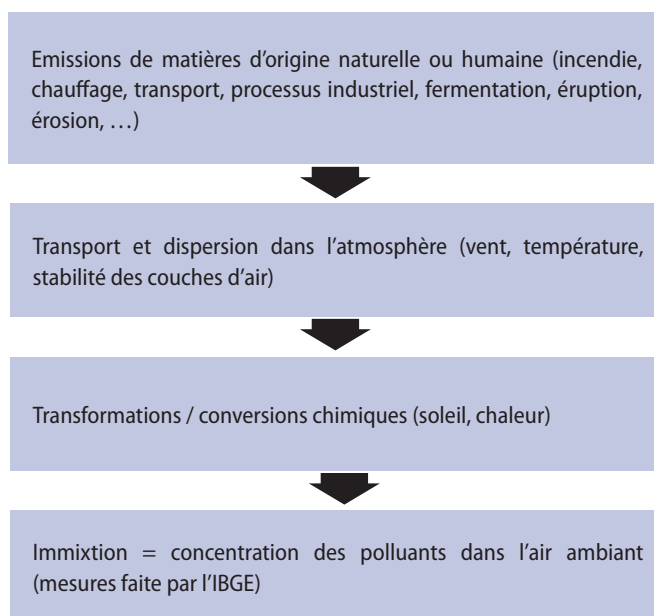 Emissions de matières d’origine naturelle ou humaine (incendie,
chauffage, transport, processus industriel, fermentation, éruption,
érosion, …)
Transport et dispersion dans l’atmosphère (vent, température,
stabilité des couches d’air)
Transformations / conversions chimiques (soleil, chaleur)
Immixtion = concentration des polluants dans l’air ambiant
(mesures faite par l’IBGE)